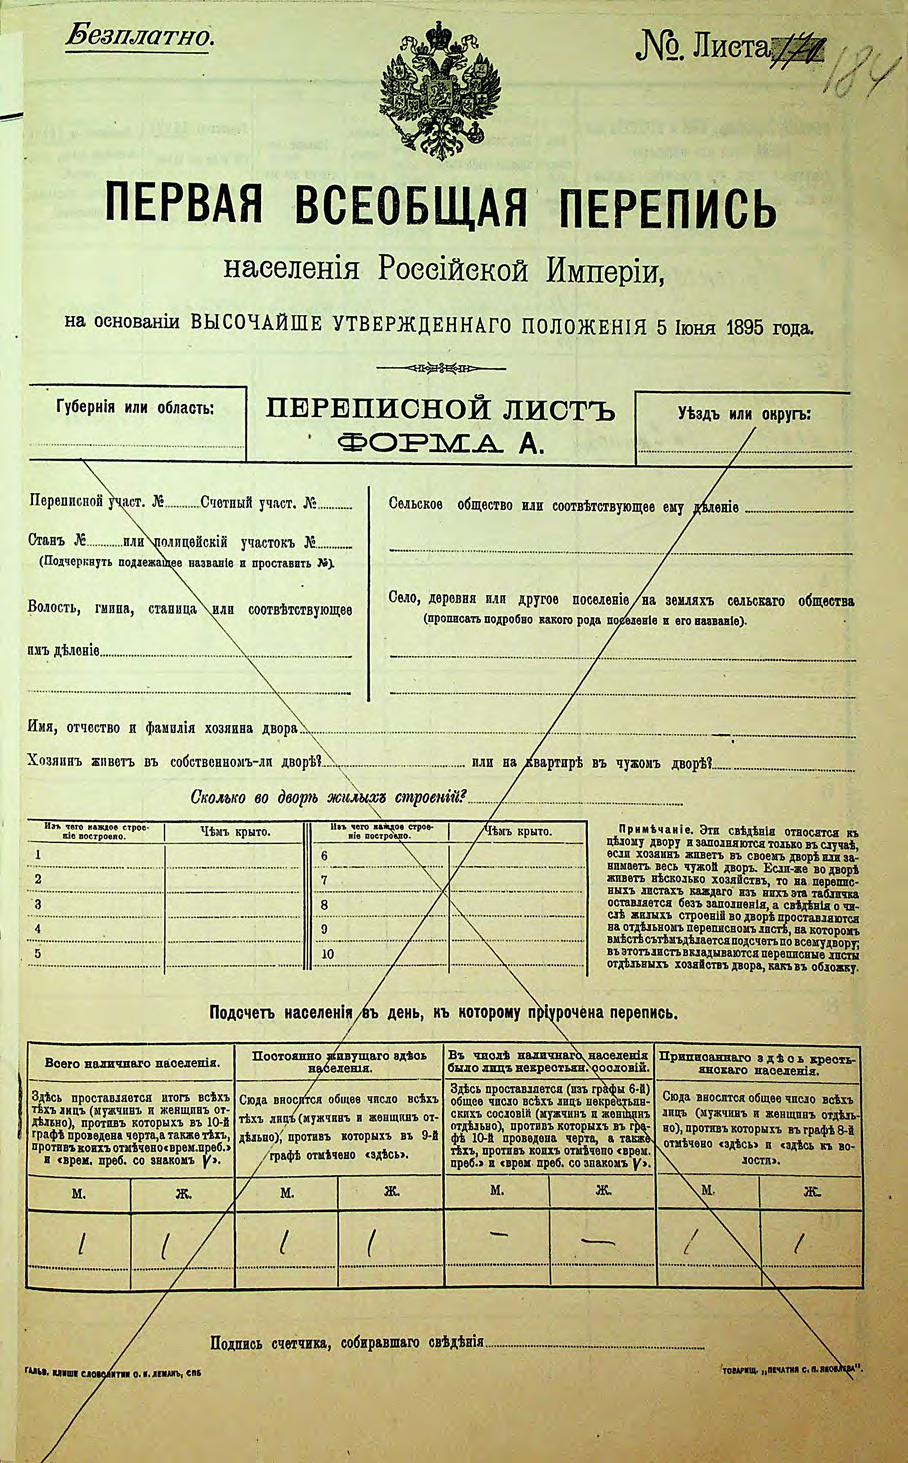 Безплатно.
№. Листа 170
184
ПЕРВАЯ ВСЕОБЩАЯ ПЕРЕПИСЬ
населенія Россійской Имперіи,
на основаніи ВЫСОЧАЙШЕ УТВЕРЖДЕННАГО ПОЛОЖЕНІЯ 5 Іюня 1895 года.
Губернія или область:
ПЕРЕПИСНОЙ ЛИСТЪ
ФОРМА А.
Уѣздъ или округъ:
Переписной участ. № Счетный участ. №
Станъ № или полицейскій участокъ №
(Подчеркнуть подлежащее названіе и проставить №).
Волость, гмина, станица или соотвѣтствующее
имъ дѣленіе
Сельское общество или соотвѣтствующее ему дѣленіе
Село, деревня или другое поселеніе на земляхъ сельскаго общества
(прописать подробно какого рода поселеніе и его названіе).
Имя, отчество и фамилія хозяина двора
Хозяинъ живетъ въ собственномъ-ли дворѣ? или на квартирѣ въ чужомъ дворѣ?
Сколько во дворѣ жилыхъ строеній?
Изъ чего каждое строе-
ніе построено.
Чѣмъ крыто.
Изъ чего каждое строе-
ніе построено.
Чѣмъ крыто.
1 6
2 7
3 8
4 9
5 10
Примѣчаніе. Эти свѣдѣнія относятся къ
цѣлому двору и заполняются только въ случаѣ,
если хозяинъ живетъ въ своемъ дворѣ или за-
нимаетъ весь чужой дворъ. Если-же во дворѣ
живетъ нѣсколько хозяйствъ, то на перепис-
ныхъ листахъ каждаго изъ нихъ эта табличка
оставляется безъ заполненія, а свѣдѣнія о чи-
слѣ жилыхъ строеній во дворѣ проставляются
на отдѣльномъ переписномъ листѣ, на которомъ
вмѣстѣ съ тѣмъ дѣлается подсчетъ по всему двору;
въ этотъ листъ вкладываются переписные листы
отдѣльныхъ хозяйствъ двора, какъ въ обложку.
Подсчетъ населенія въ день, къ которому пріурочена перепись.
Всего наличнаго населенія.
Здѣсь проставляется итогъ всѣхъ
тѣхъ лицъ (мужчинъ и женщинъ от-
дѣльно), противъ которыхъ въ 10-й
графѣ проведена черта, а также тѣхъ,
противъ коихъ отмѣчено «врем. преб.»
и «врем. преб. со знакомъ V».
Постоянно живущаго здѣсь
населенія.
Сюда вносится общее число всѣхъ
тѣхъ лицъ (мужчинъ и женщинъ от-
дѣльно), противъ которыхъ въ 9-й
графѣ отмѣчено «здѣсь».
Въ числѣ наличнаго населенія
было лицъ некрестьян. сословій.
Здѣсь проставляется (изъ графы 6-й)
общее число всѣхъ лицъ некрестьян-
скихъ сословій (мужчинъ и женщинъ
отдѣльно), противъ которыхъ въ гра-
фѣ 10-й проведена черта, а также
тѣхъ, противъ коихъ отмѣчено «врем.
преб.» и «врем. преб. со знакомъ V».
Приписаннаго здѣсь кресть-
янскаго населенія.
Сюда вносится общее число всѣхъ
лицъ (мужчинъ и женщинъ отдѣль-
но), противъ которыхъ въ графѣ 8-й
отмѣчено «здѣсь» и «здѣсь къ во-
лости».
М. Ж. М. Ж. М. Ж. М. Ж.
1 1 1 1 – – 1 1
Подпись счетчика, собиравшаго свѣдѣнія
ГАЛЬВ. КЛИШЕ СЛОВОЛИТНИ О. И. ЛЕМАНЪ, СПБ
ТОВАРИЩ. „ПЕЧАТНЯ С. П. ЯКОВЛЕВА".